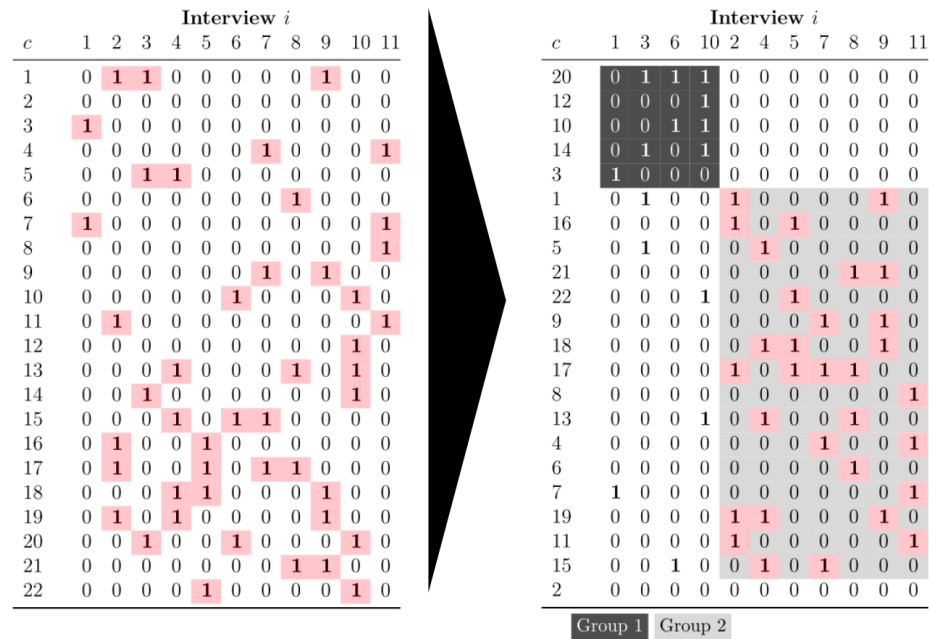 Interview i
c 1 2 3 4 5 6 7 8 9 10 11
1 0 1 1 0 0 0 0 0 1 0 0
2 0 0 0 0 0 0 0 0 0 0 0
3 1 0 0 0 0 0 0 0 0 0 0
4 0 0 0 0 0 0 1 0 0 0 1
5 0 0 1 1 0 0 0 0 0 0 0
6 0 0 0 0 0 0 0 1 0 0 0
7 1 0 0 0 0 0 0 0 0 0 1
8 0 0 0 0 0 0 0 0 0 0 1
9 0 0 0 0 0 0 1 0 1 0 0
10 0 0 0 0 0 1 0 0 0 1 0
11 0 1 0 0 0 0 0 0 0 0 1
12 0 0 0 0 0 0 0 0 0 1 0
13 0 0 0 1 0 0 0 1 0 1 0
14 0 0 1 0 0 0 0 0 0 1 0
15 0 0 0 1 0 1 1 0 0 0 0
16 0 1 0 0 1 0 0 0 0 0 0
17 0 1 0 0 1 0 1 1 0 0 0
18 0 0 0 1 1 0 0 0 1 0 0
19 0 1 0 1 0 0 0 0 1 0 0
20 0 0 1 0 0 1 0 0 0 1 0
21 0 0 0 0 0 0 0 1 1 0 0
22 0 0 0 0 1 0 0 0 0 1 0
Interview i
c 1 3 6 10 2 4 5 7 8 9 11
20 0 1 1 1 0 0 0 0 0 0 0
12 0 0 0 1 0 0 0 0 0 0 0
10 0 0 1 1 0 0 0 0 0 0 0
14 0 1 0 1 0 0 0 0 0 0 0
3 1 0 0 0 0 0 0 0 0 0 0
1 0 1 0 0 1 0 0 0 0 1 0
16 0 0 0 0 1 0 1 0 0 0 0
5 0 1 0 0 0 1 0 0 0 0 0
21 0 0 0 0 0 0 0 0 1 1 0
22 0 0 0 1 0 0 1 0 0 0 0
9 0 0 0 0 0 0 0 1 0 1 0
18 0 0 0 0 0 1 1 0 0 1 0
17 0 0 0 0 1 0 1 1 1 0 0
8 0 0 0 0 0 0 0 0 0 0 1
13 0 0 0 1 0 1 0 0 1 0 0
4 0 0 0 0 0 0 0 1 0 0 1
6 0 0 0 0 0 0 0 0 1 0 0
7 1 0 0 0 0 0 0 0 0 0 1
19 0 0 0 0 1 1 0 0 0 1 0
11 0 0 0 0 1 0 0 0 0 0 1
15 0 0 1 0 0 1 0 1 0 0 0
2 0 0 0 0 0 0 0 0 0 0 0
Group 1 Group 2